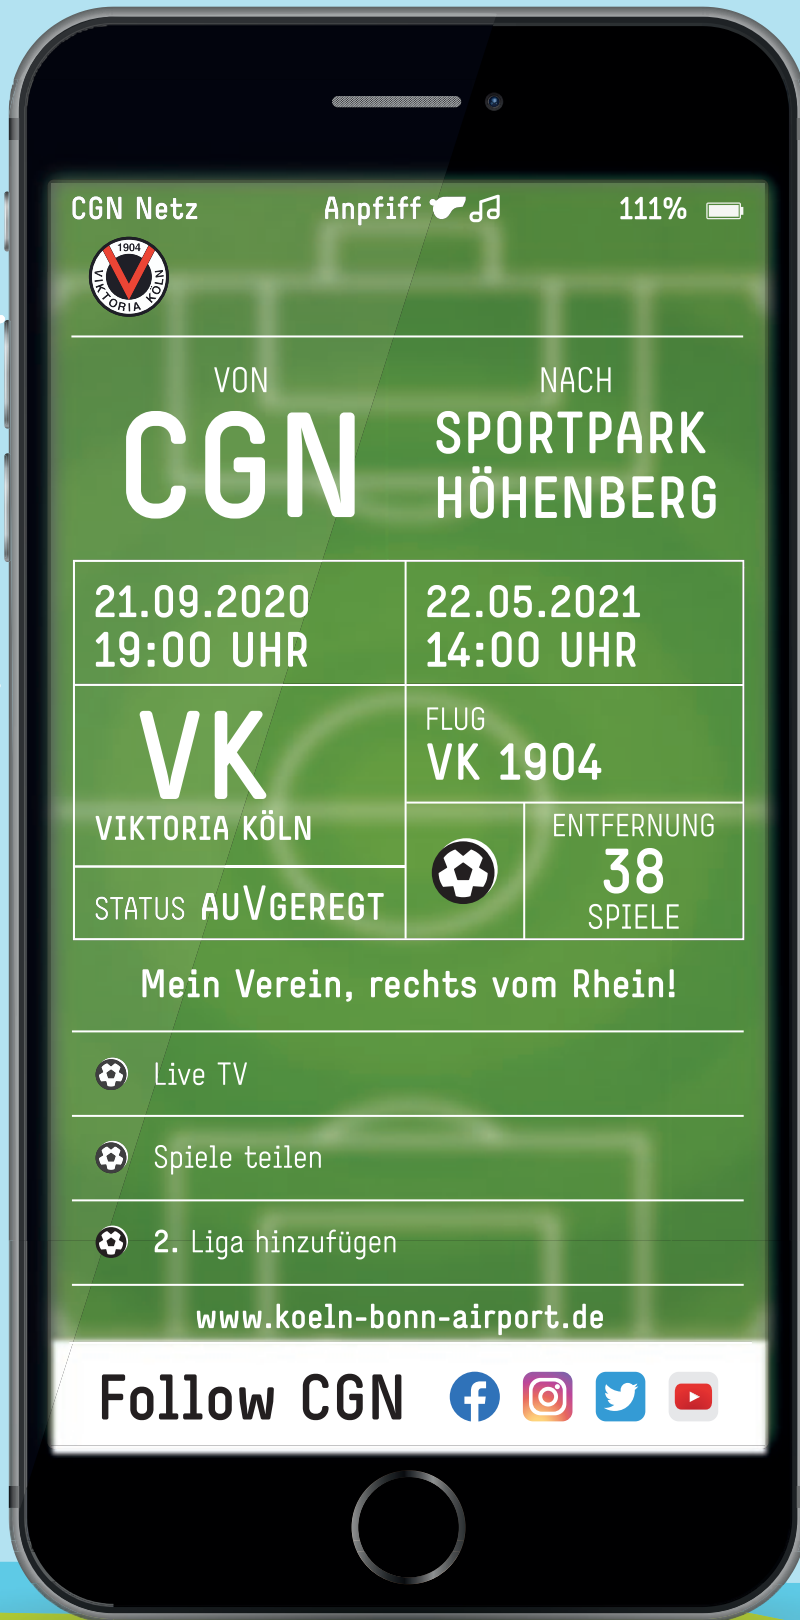 CGN Netz Anpfiff 111%
1904
VIKTORIA KÖLN
VON
CGN
NACH
SPORTPARK
HÖHENBERG
21.09.2020
19:00 UHR
22.05.2021
14:00 UHR
VK
VIKTORIA KÖLN
FLUG
VK 1904
STATUS AUVGEREGT
ENTFERNUNG
38
SPIELE
Mein Verein, rechts vom Rhein!
Live TV
Spiele teilen
2. Liga hinzufügen
www.koeln-bonn-airport.de
Follow CGN